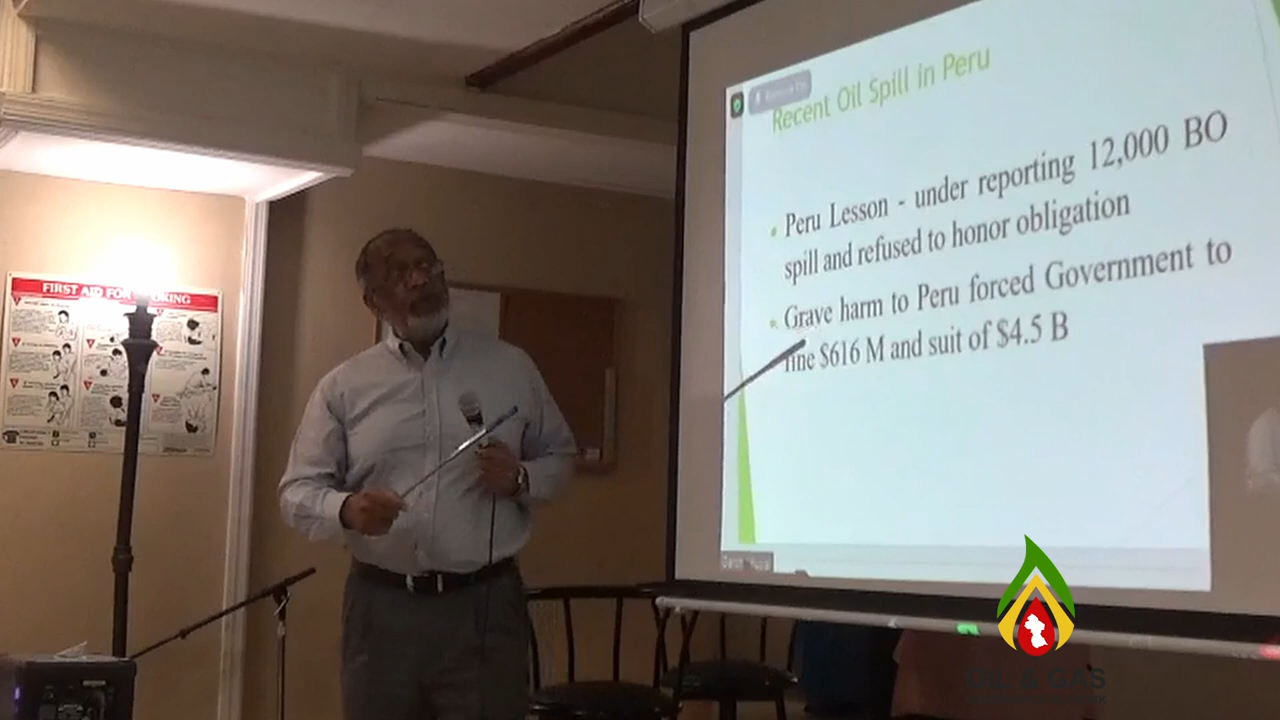 FIRST AID FOR
Recent Oil Spill in Peru
Peru Lesson - under reporting 12,000 BO
spill and refused to honor obligation
Grave harm to Peru forced Government to
fine $616 M and suit of $4.5 B
OIL & GAS